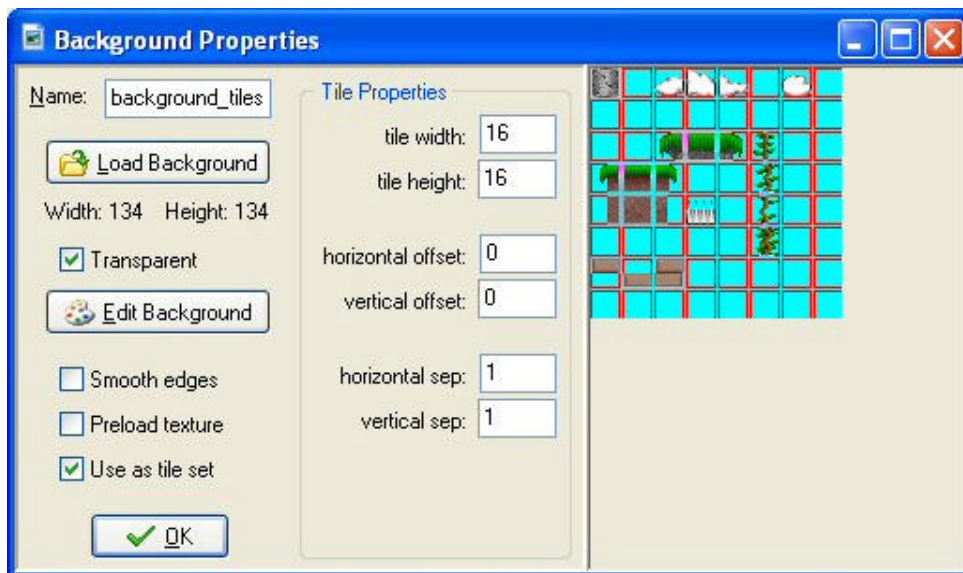 Background Properties
Name: background_tiles
Load Background
Width: 134 Height: 134
Transparent
Edit Background
Smooth edges
Preload texture
Use as tile set
OK
Tile Properties
tile width: 16
tile height: 16
horizontal offset: 0
vertical offset: 0
horizontal sep: 1
vertical sep: 1